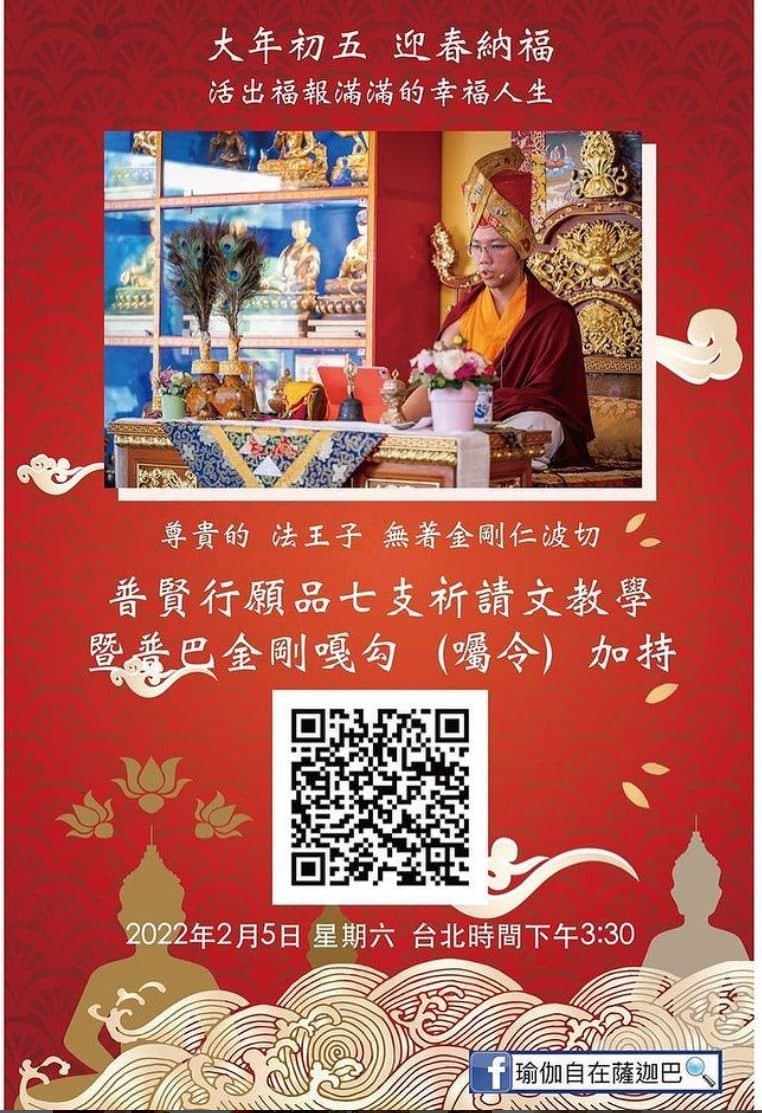 大年初五 迎春納福
活出福報滿滿的幸福人生
尊貴的 法王子 無著金剛仁波切
普賢行願品七支祈請文教學
暨普巴金剛嘎勾 (囑令) 加持
2022年2月5日 星期六 台北時間下午3:30
f 瑜伽自在薩迦巴